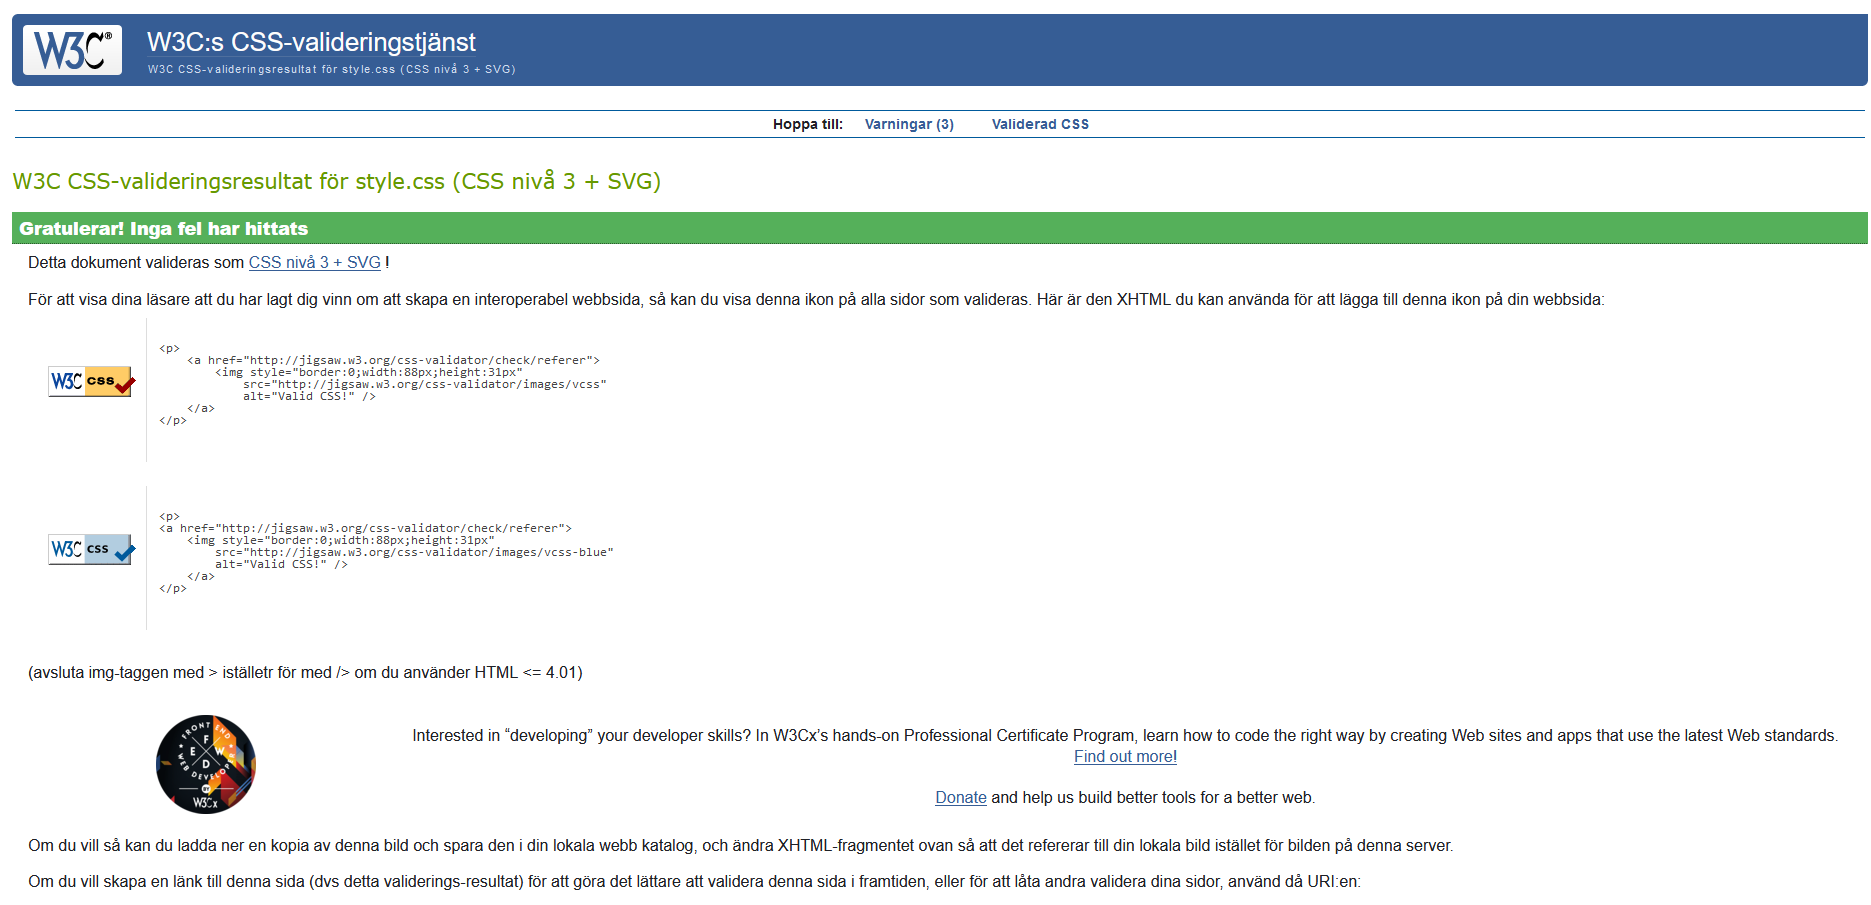 W3C®
W3C:s CSS-valideringstjänst
W3C CSS-valideringsresultat för style.css (CSS nivå 3 + SVG)
Hoppa till: Varningar (3) Validerad CSS
W3C CSS-valideringsresultat för style.css (CSS nivå 3 + SVG)
Gratulerar! Inga fel har hittats
Detta dokument valideras som CSS nivå 3 + SVG !
För att visa dina läsare att du har lagt dig vinn om att skapa en interoperabel webbsida, så kan du visa denna ikon på alla sidor som valideras. Här är den XHTML du kan använda för att lägga till denna ikon på din webbsida:
W3C css
<p>
<a href="http://jigsaw.w3.org/css-validator/check/referer">
<img style="border:0;width:88px;height:31px"
src="http://jigsaw.w3.org/css-validator/images/vcss"
alt="Valid CSS!" />
</a>
</p>
W3C css
<p>
<a href="http://jigsaw.w3.org/css-validator/check/referer">
<img style="border:0;width:88px;height:31px"
src="http://jigsaw.w3.org/css-validator/images/vcss-blue"
alt="Valid CSS!" />
</a>
</p>
(avsluta img-taggen med > iställetr för med /> om du använder HTML <= 4.01)
FRONT END
F
E W
D
WEB DEVELOPER
BY
W3Cx
Interested in “developing” your developer skills? In W3Cx’s hands-on Professional Certificate Program, learn how to code the right way by creating Web sites and apps that use the latest Web standards.
Find out more!
Donate and help us build better tools for a better web.
Om du vill så kan du ladda ner en kopia av denna bild och spara den i din lokala webb katalog, och ändra XHTML-fragmentet ovan så att det refererar till din lokala bild istället för bilden på denna server.
Om du vill skapa en länk till denna sida (dvs detta validerings-resultat) för att göra det lättare att validera denna sida i framtiden, eller för att låta andra validera dina sidor, använd då URI:en: